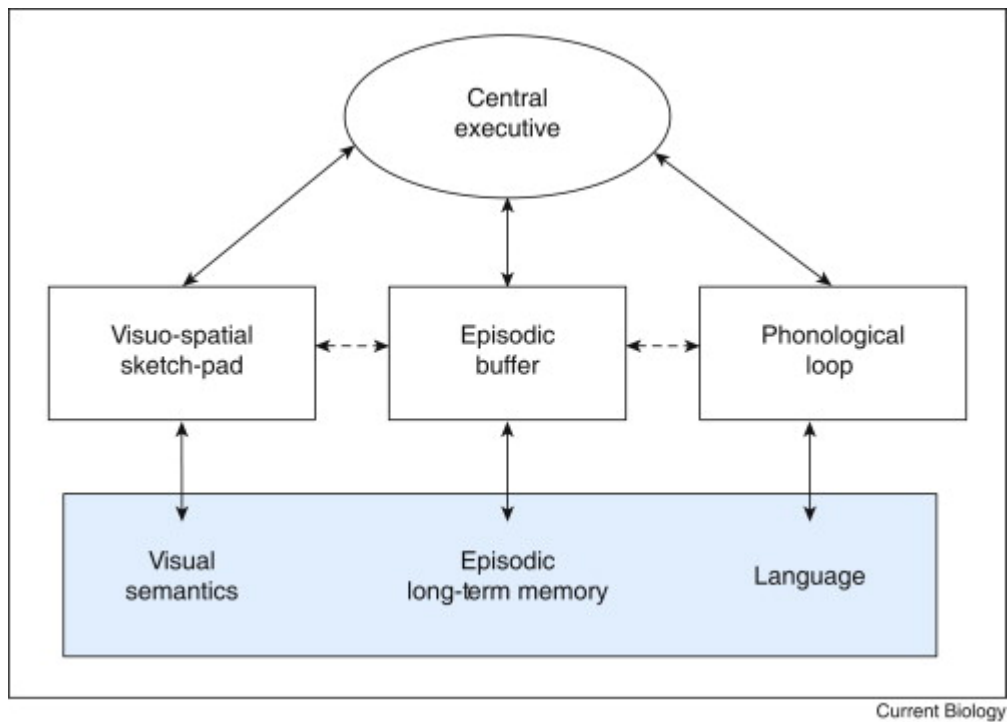 Central
executive
Visuo-spatial
sketch-pad
Episodic
buffer
Phonological
loop
Visual
semantics
Episodic
long-term memory
Language
Current Biology